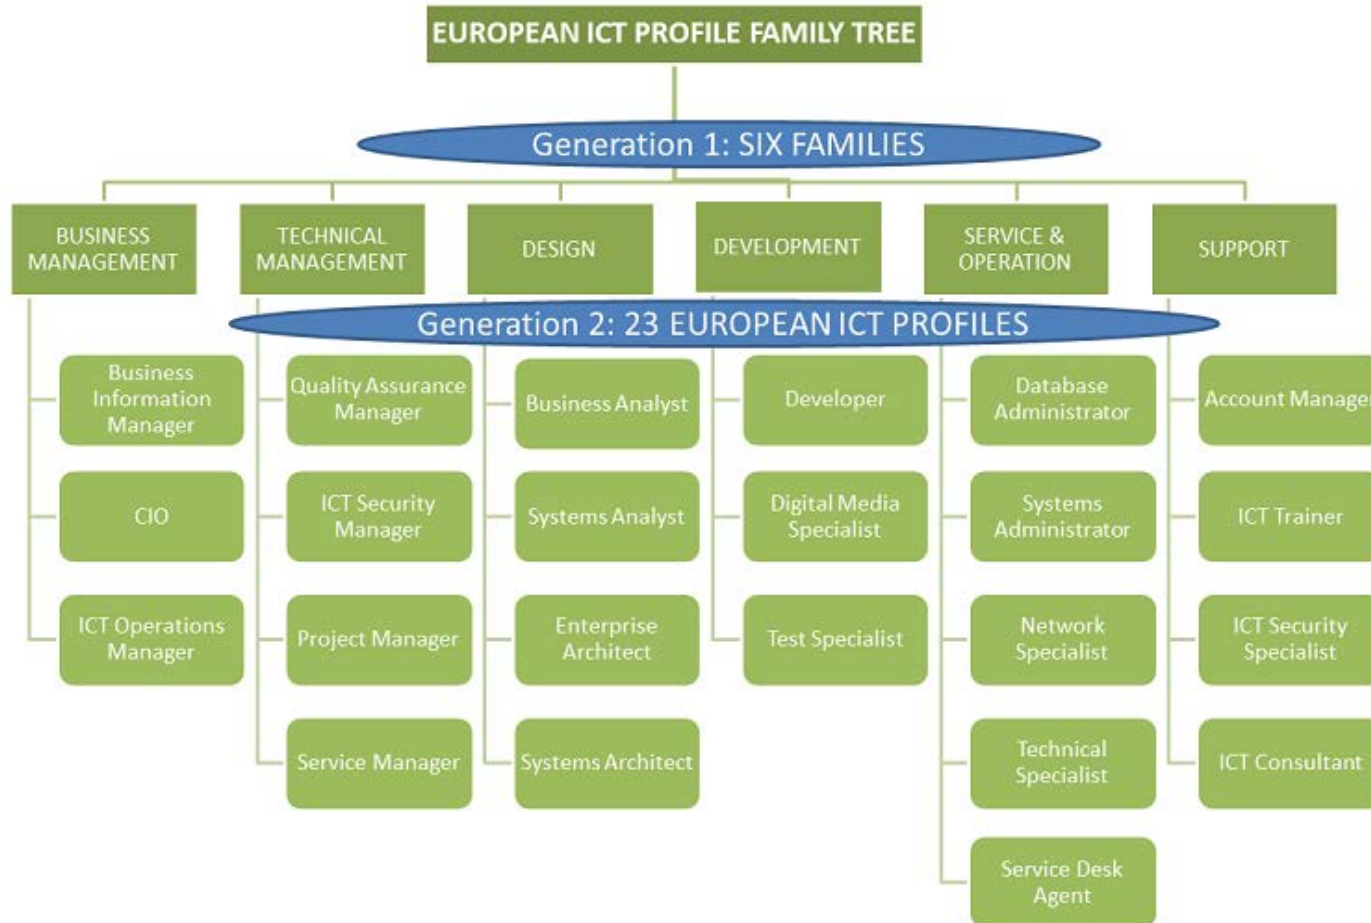 EUROPEAN ICT PROFILE FAMILY TREE
Generation 1: SIX FAMILIES
BUSINESS
MANAGEMENT
TECHNICAL
MANAGEMENT
DESIGN
DEVELOPMENT
SERVICE &
OPERATION
SUPPORT
Generation 2: 23 EUROPEAN ICT PROFILES
Business
Information
Manager
Quality Assurance
Manager
Business Analyst
Developer
Database
Administrator
Account Manager
CIO
ICT Security
Manager
Systems Analyst
Digital Media
Specialist
Systems
Administrator
ICT Trainer
ICT Operations
Manager
Project Manager
Enterprise
Architect
Test Specialist
Network
Specialist
ICT Security
Specialist
Service Manager
Systems Architect
Technical
Specialist
ICT Consultant
Service Desk
Agent